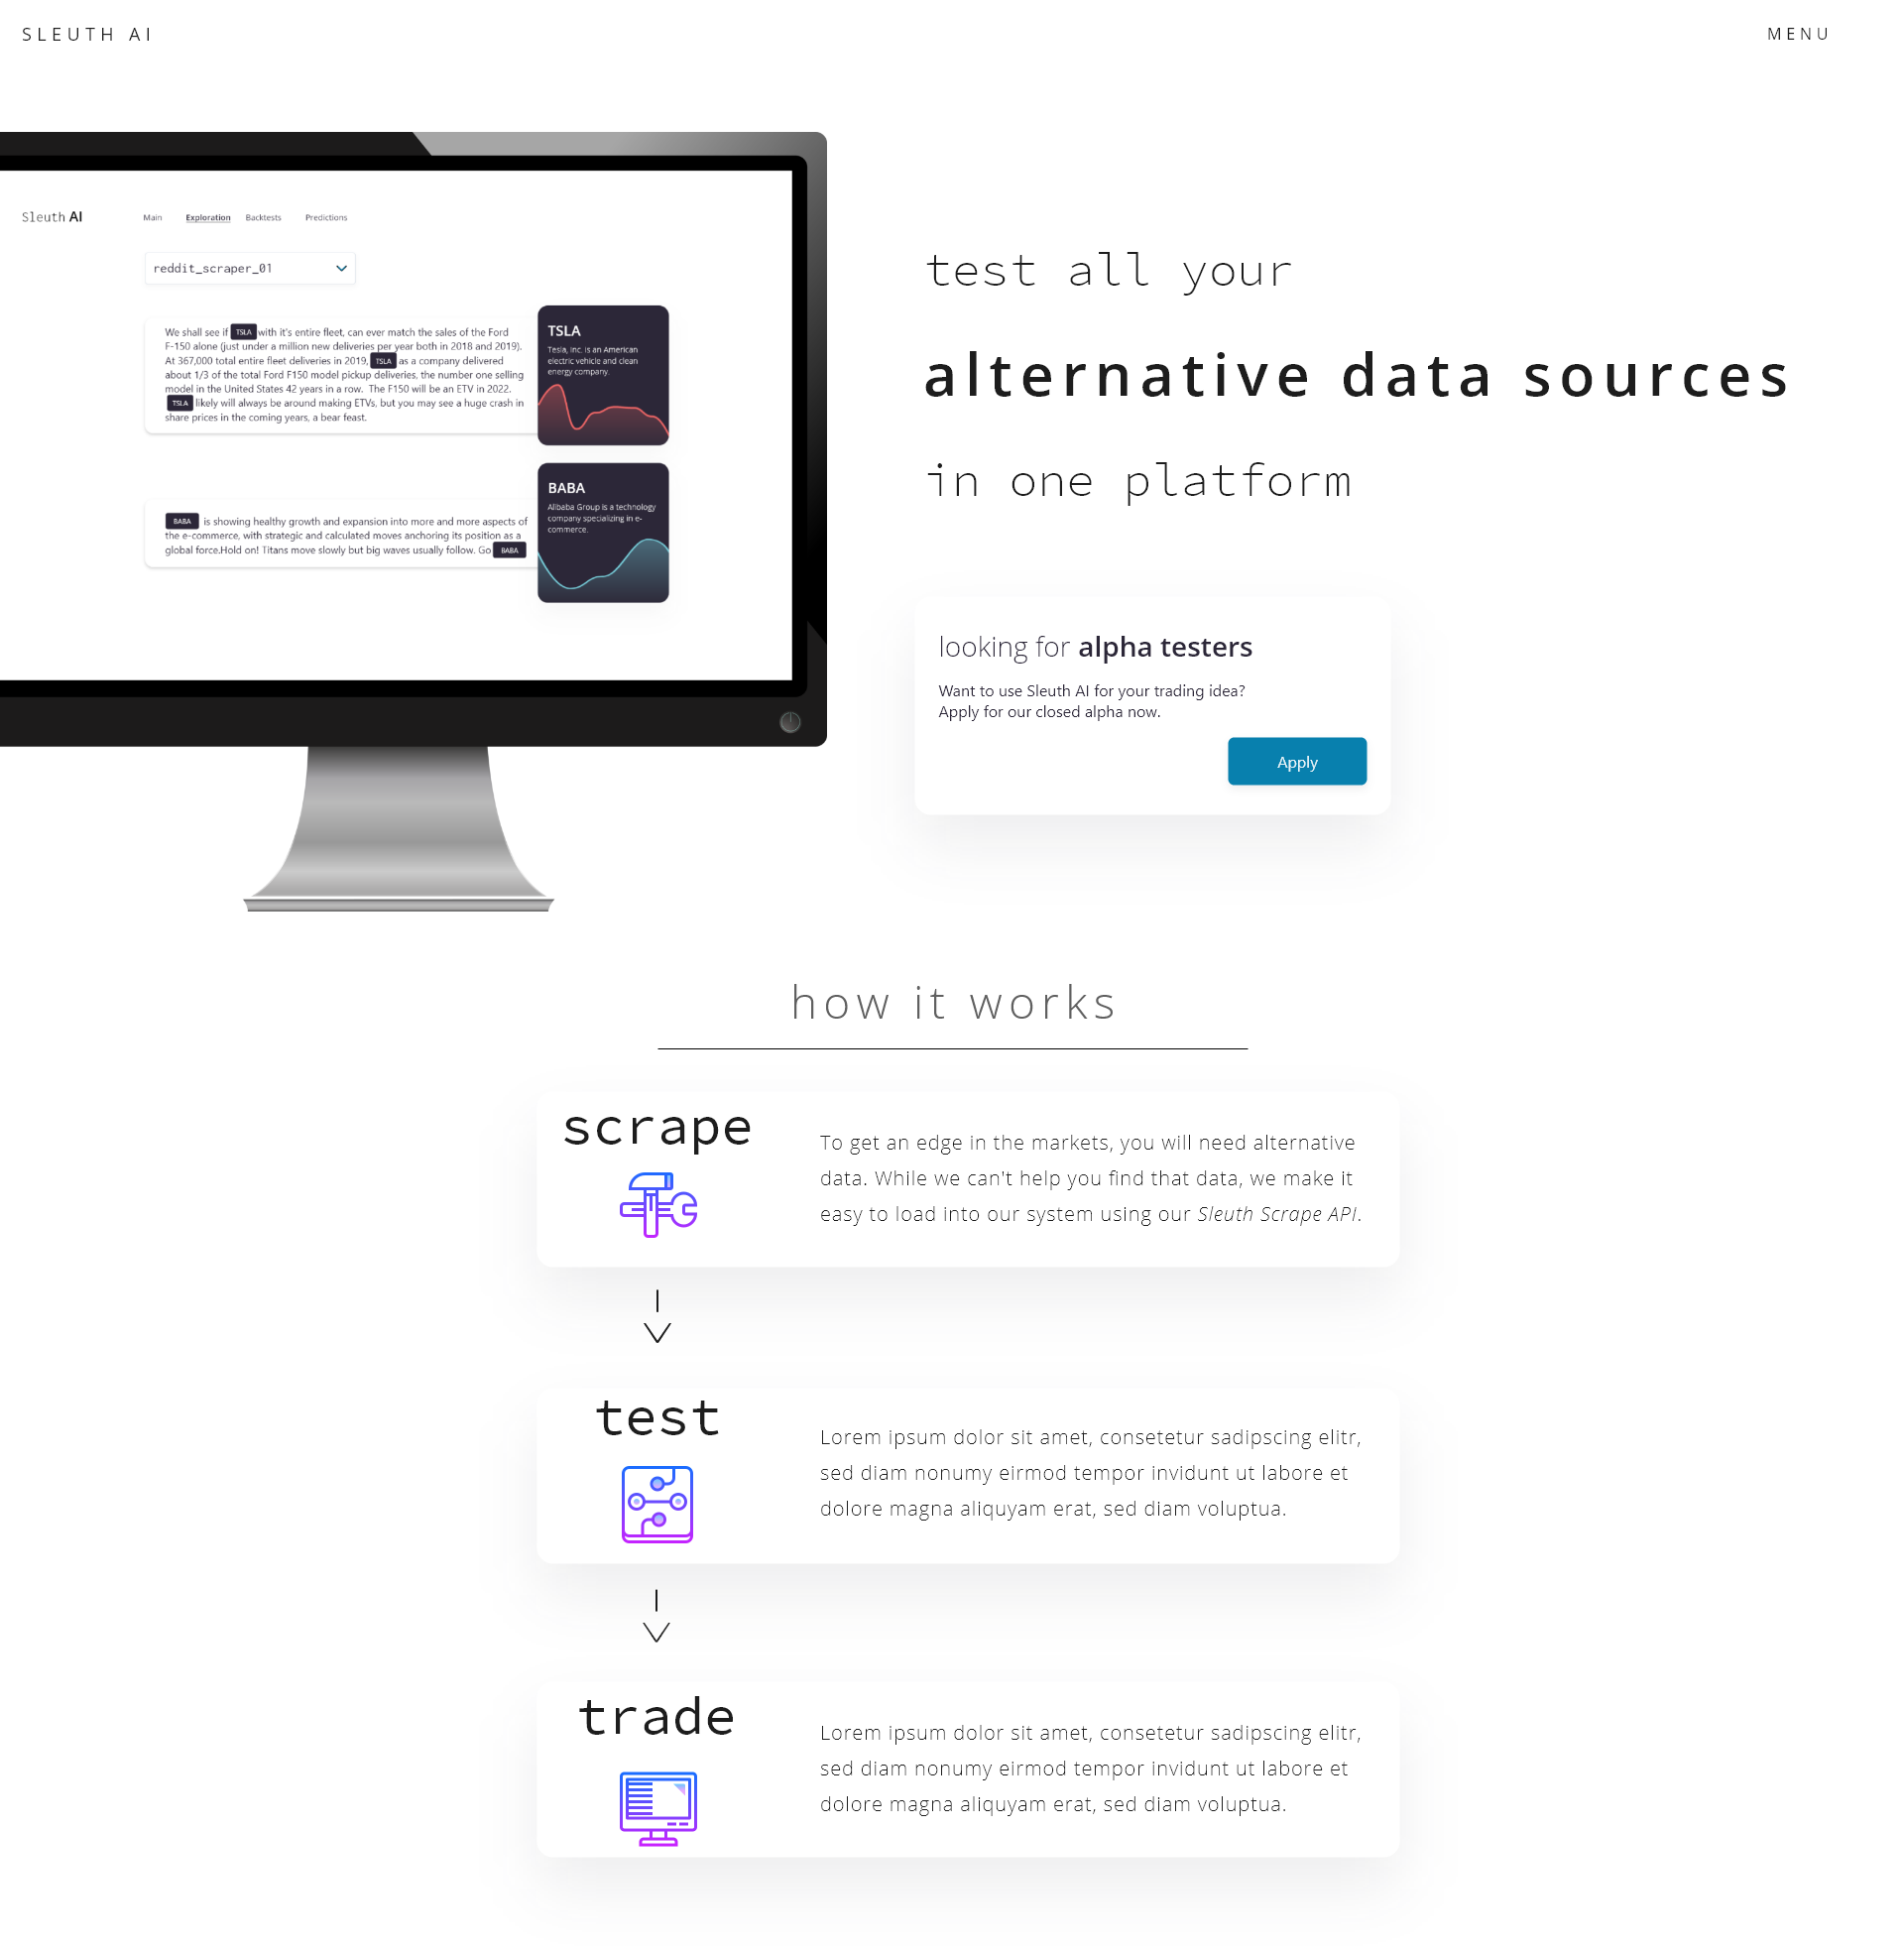 SLEUTH AI
MENU
Sleuth AI
Main Exploration Backtests Predictions
reddit_scraper_01
We shall see if TSLA with it's entire fleet, can ever match the sales of the Ford
F-150 alone (just under a million new deliveries per year both in 2018 and 2019).
At 367,000 total entire fleet deliveries in 2019, TSLA as a company delivered
about 1/3 of the total Ford F150 model pickup deliveries, the number one selling
model in the United States 42 years in a row. The F150 will be an ETV in 2022.
TSLA likely will always be around making ETVs, but you may see a huge crash in
share prices in the coming years, a bear feast.
TSLA
Tesla, Inc. is an American
electric vehicle and clean
energy company.
BABA is showing healthy growth and expansion into more and more aspects of
the e-commerce, with strategic and calculated moves anchoring its position as a
global force.Hold on! Titans move slowly but big waves usually follow. Go BABA
BABA
Alibaba Group is a technology
company specializing in e-
commerce.
test all your
alternative data sources
in one platform
looking for alpha testers
Want to use Sleuth AI for your trading idea?
Apply for our closed alpha now.
Apply
how it works
scrape
To get an edge in the markets, you will need alternative
data. While we can't help you find that data, we make it
easy to load into our system using our Sleuth Scrape API.
test
Lorem ipsum dolor sit amet, consetetur sadipscing elitr,
sed diam nonumy eirmod tempor invidunt ut labore et
dolore magna aliquyam erat, sed diam voluptua.
trade
Lorem ipsum dolor sit amet, consetetur sadipscing elitr,
sed diam nonumy eirmod tempor invidunt ut labore et
dolore magna aliquyam erat, sed diam voluptua.